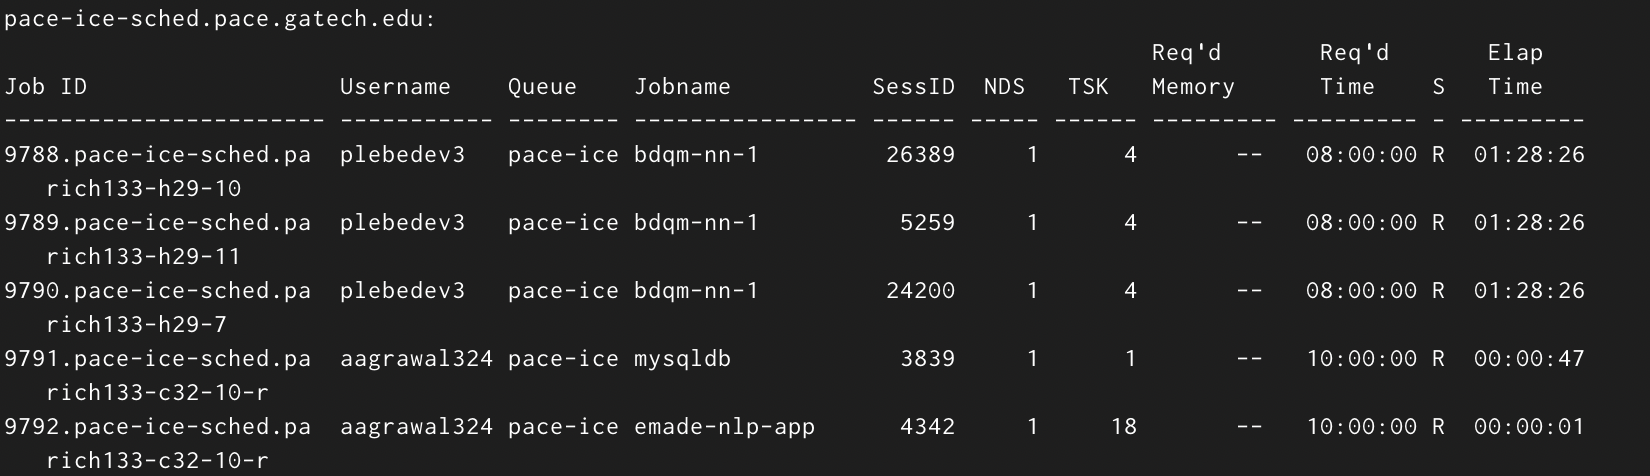 pace-ice-sched.pace.gatech.edu:
                                                                                  Req'd       Req'd       Elap
Job ID                  Username    Queue    Jobname          SessID  NDS   TSK   Memory      Time    S   Time
----------------------- ----------- -------- ---------------- ------ ----- ------ --------- --------- - ---------
9788.pace-ice-sched.pa  plebedev3   pace-ice bdqm-nn-1         26389     1      4       --   08:00:00 R  01:28:26
   rich133-h29-10
9789.pace-ice-sched.pa  plebedev3   pace-ice bdqm-nn-1          5259     1      4       --   08:00:00 R  01:28:26
   rich133-h29-11
9790.pace-ice-sched.pa  plebedev3   pace-ice bdqm-nn-1         24200     1      4       --   08:00:00 R  01:28:26
   rich133-h29-7
9791.pace-ice-sched.pa  aagrawal324 pace-ice mysqldb            3839     1      1       --   10:00:00 R  00:00:47
   rich133-c32-10-r
9792.pace-ice-sched.pa  aagrawal324 pace-ice emade-nlp-app      4342     1     18       --   10:00:00 R  00:00:01
   rich133-c32-10-r